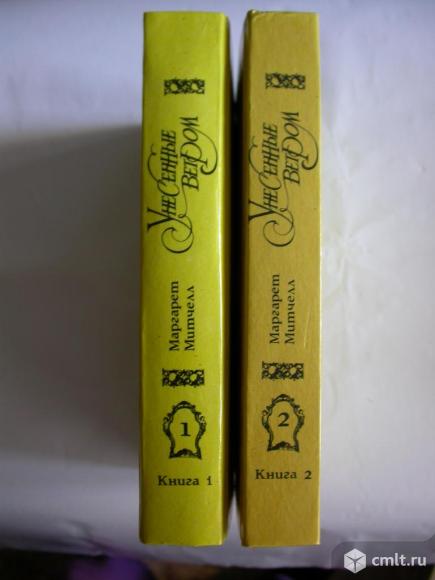 Унесенные
ветром
Маргарет
Митчелл
1
Книга 1
Унесенные
ветром
Маргарет
Митчелл
2
Книга 2
cmlt.ru